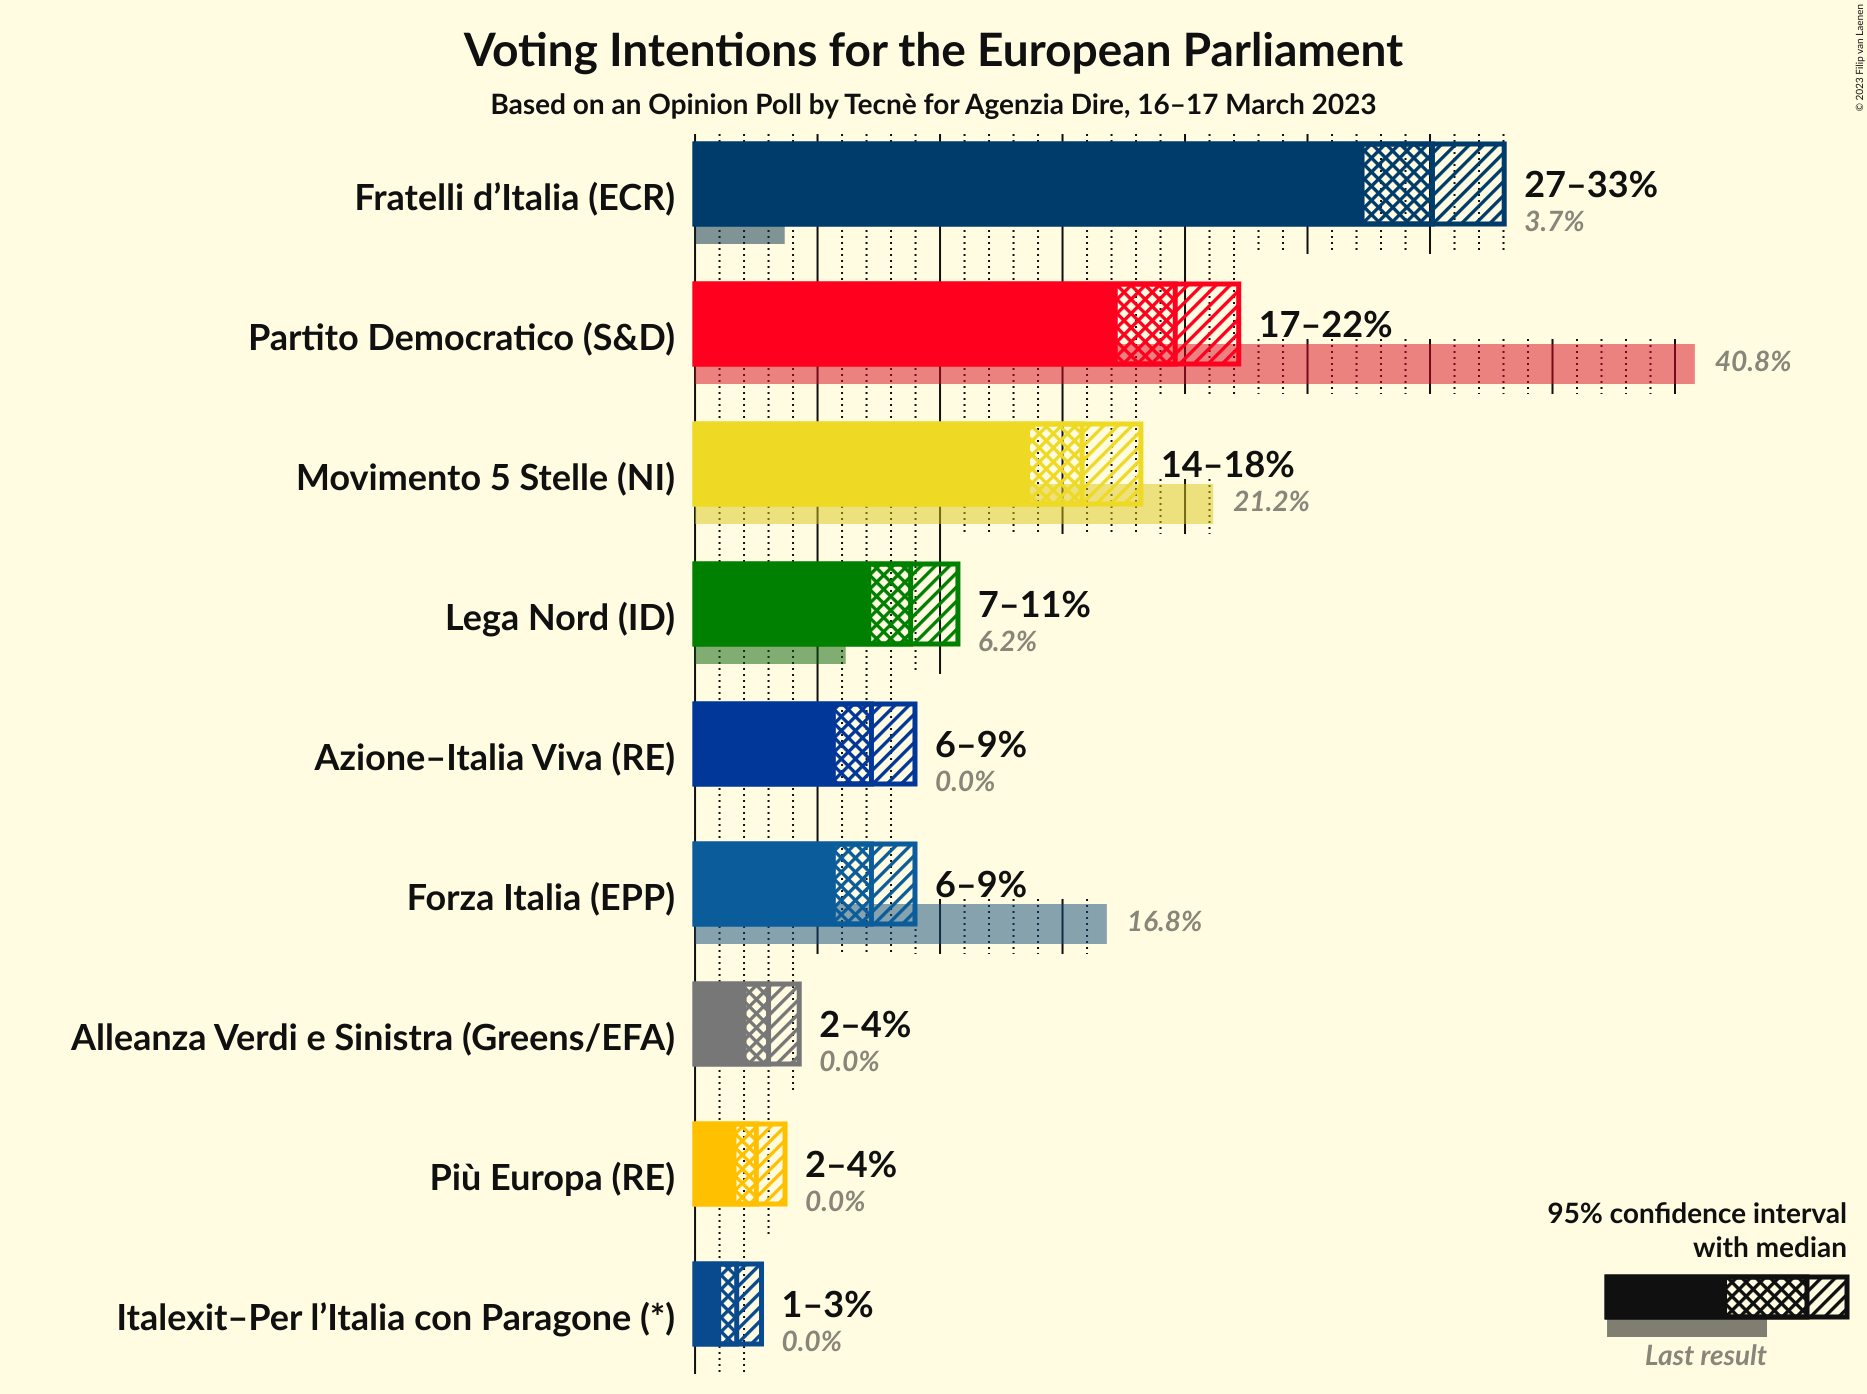 Voting Intentions for the European Parliament
Based on an Opinion Poll by Tecnè for Agenzia Dire, 16–17 March 2023
© 2023 Filip van Laenen
Fratelli d’Italia (ECR)
27–33%
3.7%
Partito Democratico (S&D)
17–22%
40.8%
Movimento 5 Stelle (NI)
14–18%
21.2%
Lega Nord (ID)
7–11%
6.2%
Azione–Italia Viva (RE)
6–9%
0.0%
Forza Italia (EPP)
6–9%
16.8%
Alleanza Verdi e Sinistra (Greens/EFA)
2–4%
0.0%
Più Europa (RE)
2–4%
0.0%
Italexit–Per l’Italia con Paragone (*)
1–3%
0.0%
95% confidence interval
with median
Last result